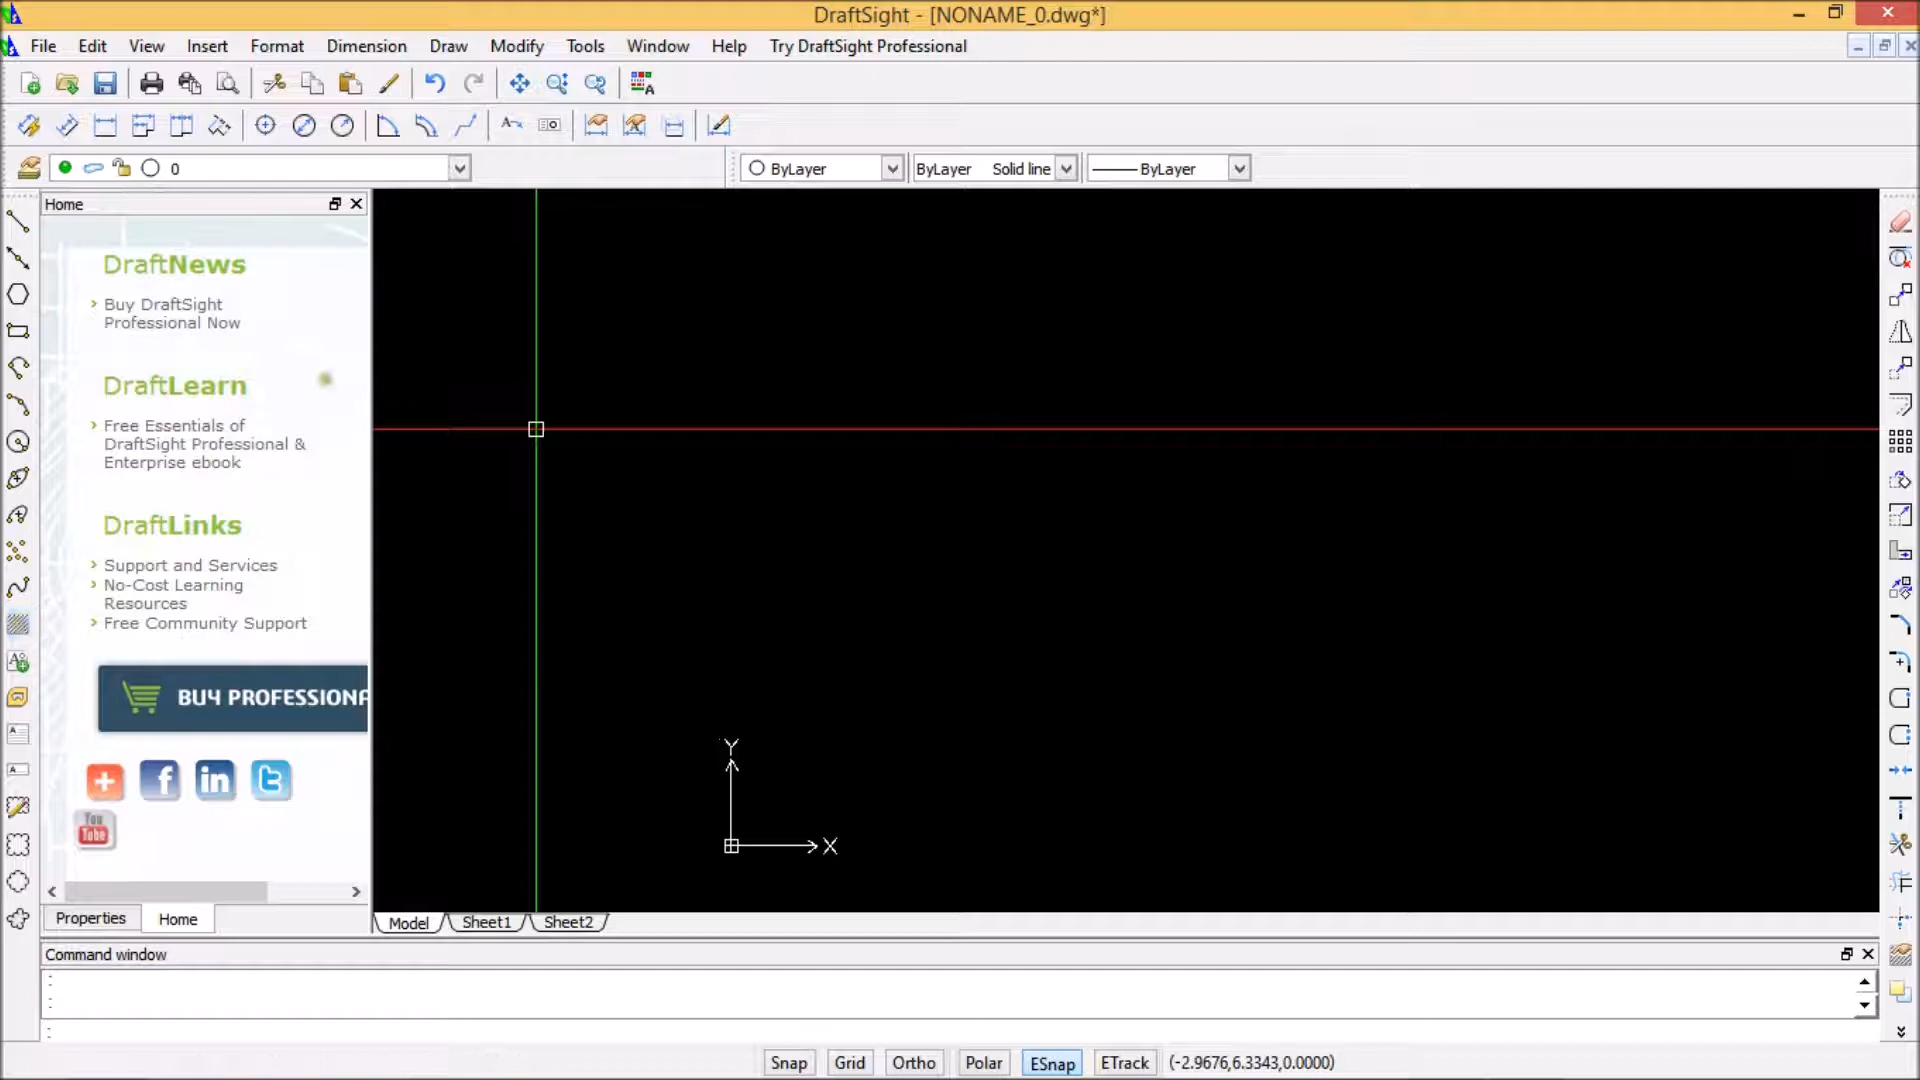 DraftSight - [NONAME_0.dwg*]
File Edit View Insert Format Dimension Draw Modify Tools Window Help Try DraftSight Professional
0
ByLayer
ByLayer Solid line
ByLayer
Home
DraftNews
Buy DraftSight
Professional Now
DraftLearn
Free Essentials of
DraftSight Professional &
Enterprise ebook
DraftLinks
Support and Services
No-Cost Learning
Resources
Free Community Support
BUY PROFESSIONA
You
Tube
Properties Home
Y
X
Model Sheet1 Sheet2
Command window
:
:
:
Snap Grid Ortho Polar ESnap ETrack (-2.9676,6.3343,0.0000)